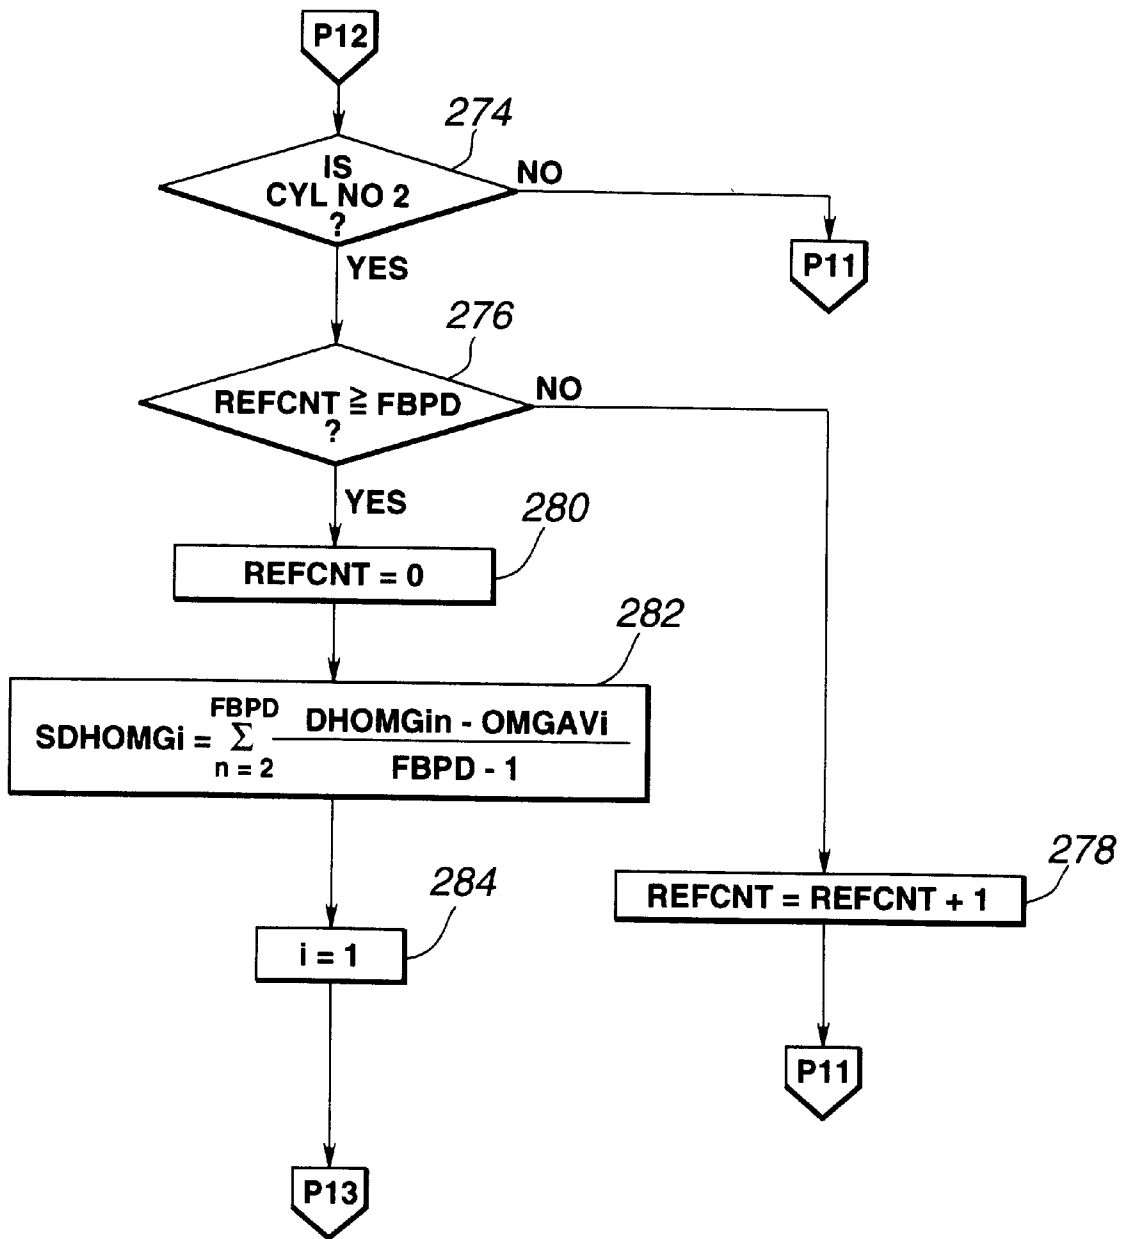 P12
274
IS
CYL NO 2
?
NO
P11
YES
276
REFCNT ≧ FBPD
?
NO
YES
280
REFCNT = 0
282
SDHOMGi = FBPD Σ n = 2 DHOMGin - OMGAVi
FBPD - 1
284
i = 1
278
REFCNT = REFCNT + 1
P11
P13